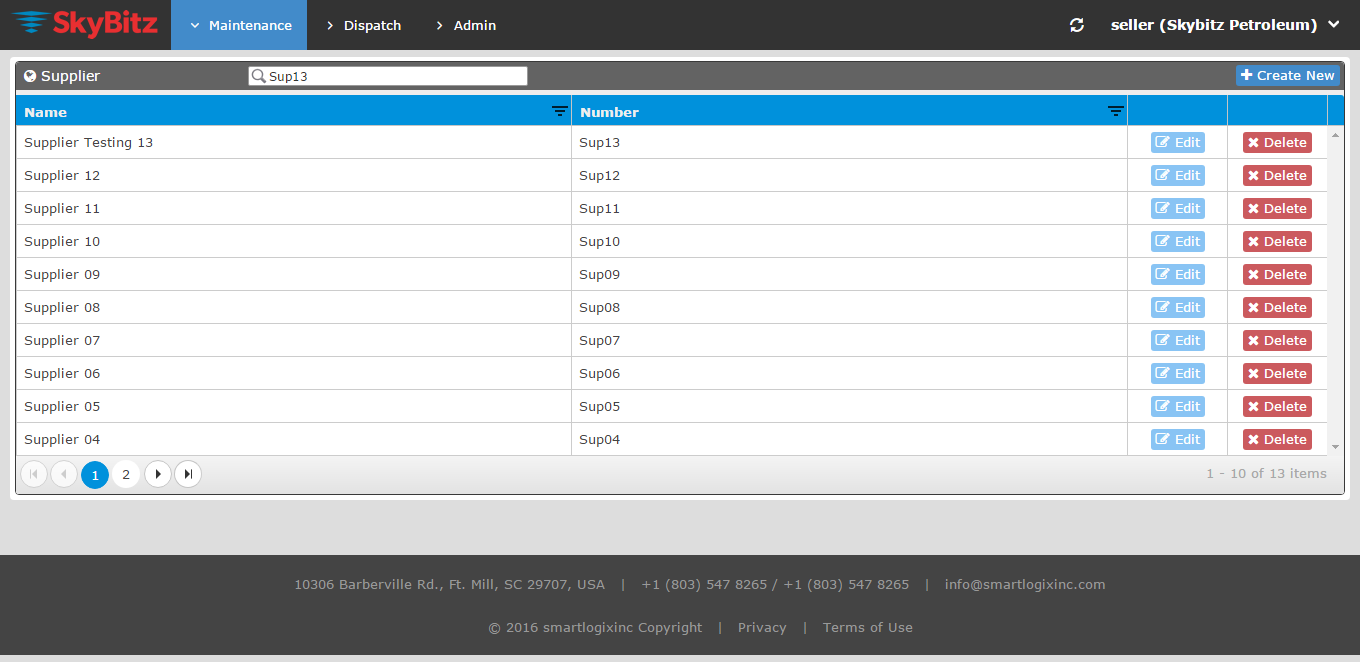 SkyBitz Maintenance Dispatch Admin seller (Skybitz Petroleum)
Supplier Sup13 Create New
Name Number
Supplier Testing 13 Sup13 Edit Delete
Supplier 12 Sup12 Edit Delete
Supplier 11 Sup11 Edit Delete
Supplier 10 Sup10 Edit Delete
Supplier 09 Sup09 Edit Delete
Supplier 08 Sup08 Edit Delete
Supplier 07 Sup07 Edit Delete
Supplier 06 Sup06 Edit Delete
Supplier 05 Sup05 Edit Delete
Supplier 04 Sup04 Edit Delete
1 2 1 - 10 of 13 items
10306 Barberville Rd., Ft. Mill, SC 29707, USA | +1 (803) 547 8265 / +1 (803) 547 8265 | info@smartlogixinc.com
© 2016 smartlogixinc Copyright | Privacy | Terms of Use